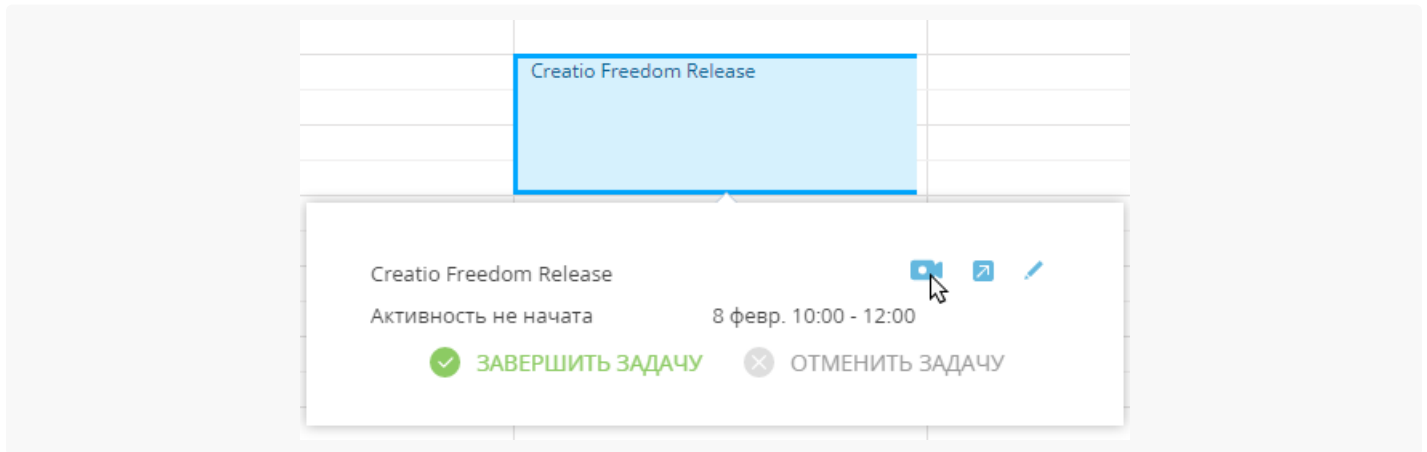 Creatio Freedom Release
Creatio Freedom Release
Активность не начата 8 февр. 10:00 - 12:00
ЗАВЕРШИТЬ ЗАДАЧУ ОТМЕНИТЬ ЗАДАЧУ